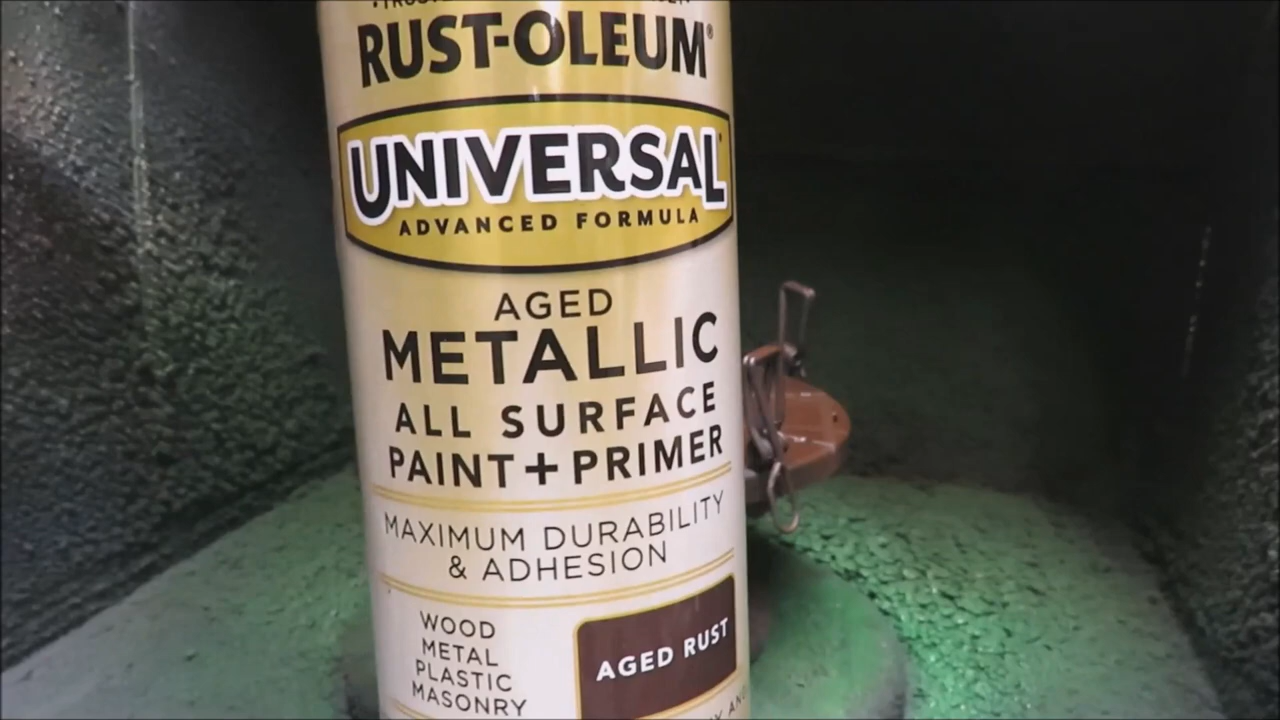 RUST-OLEUM®
UNIVERSAL
ADVANCED FORMULA
AGED
METALLIC
ALL SURFACE
PAINT+PRIMER
MAXIMUM DURABILITY
& ADHESION
WOOD
METAL
PLASTIC
MASONRY
AGED RUST